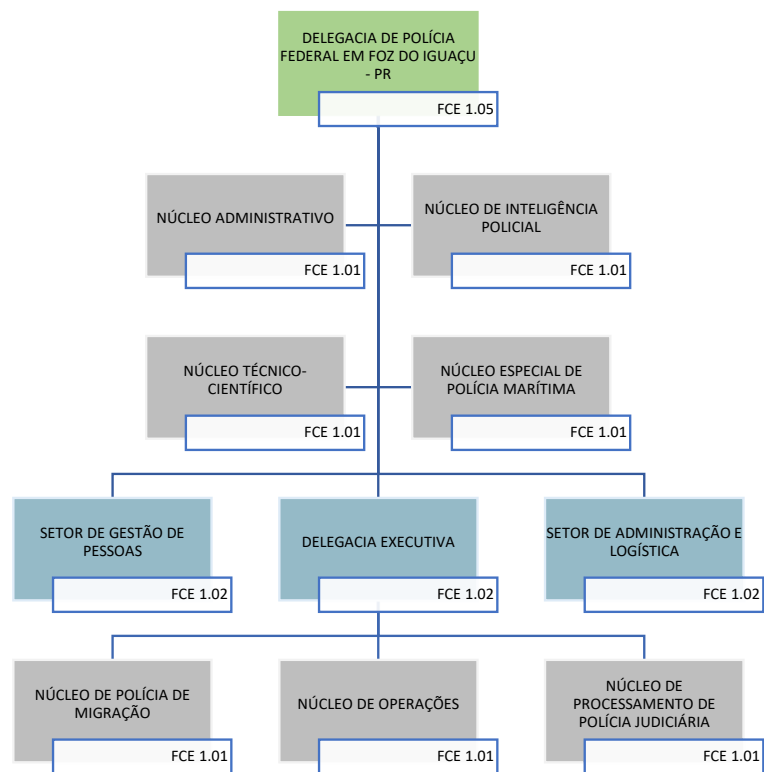 DELEGACIA DE POLÍCIA
FEDERAL EM FOZ DO IGUAÇU
- PR
FCE 1.05
NÚCLEO ADMINISTRATIVO
FCE 1.01
NÚCLEO DE INTELIGÊNCIA
POLICIAL
FCE 1.01
NÚCLEO TÉCNICO-
CIENTÍFICO
FCE 1.01
NÚCLEO ESPECIAL DE
POLÍCIA MARÍTIMA
FCE 1.01
SETOR DE GESTÃO DE
PESSOAS
FCE 1.02
DELEGACIA EXECUTIVA
FCE 1.02
SETOR DE ADMINISTRAÇÃO E
LOGÍSTICA
FCE 1.02
NÚCLEO DE POLÍCIA DE
MIGRAÇÃO
FCE 1.01
NÚCLEO DE OPERAÇÕES
FCE 1.01
NÚCLEO DE
PROCESSAMENTO DE
POLÍCIA JUDICIÁRIA
FCE 1.01